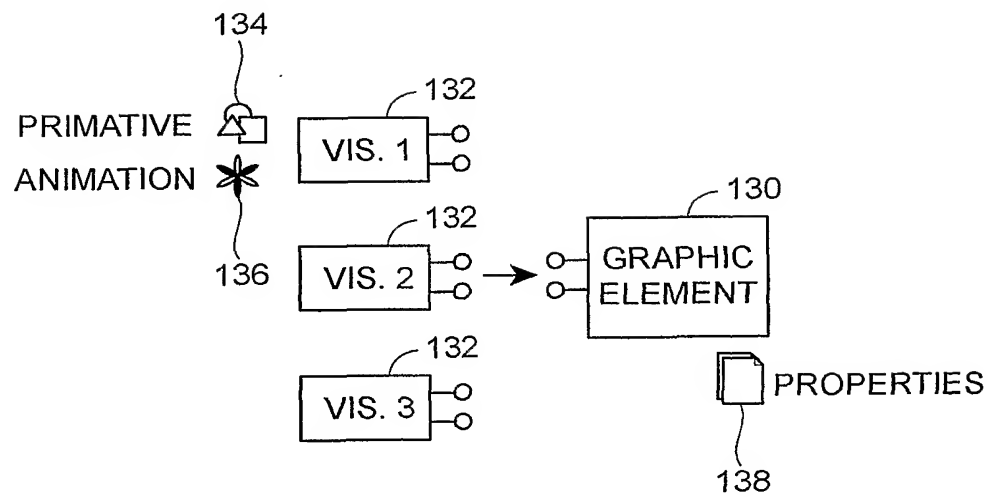 134
132
PRIMATIVE
VIS. 1
ANIMATION
132
130
136
VIS. 2
GRAPHIC
ELEMENT
132
VIS. 3
PROPERTIES
138